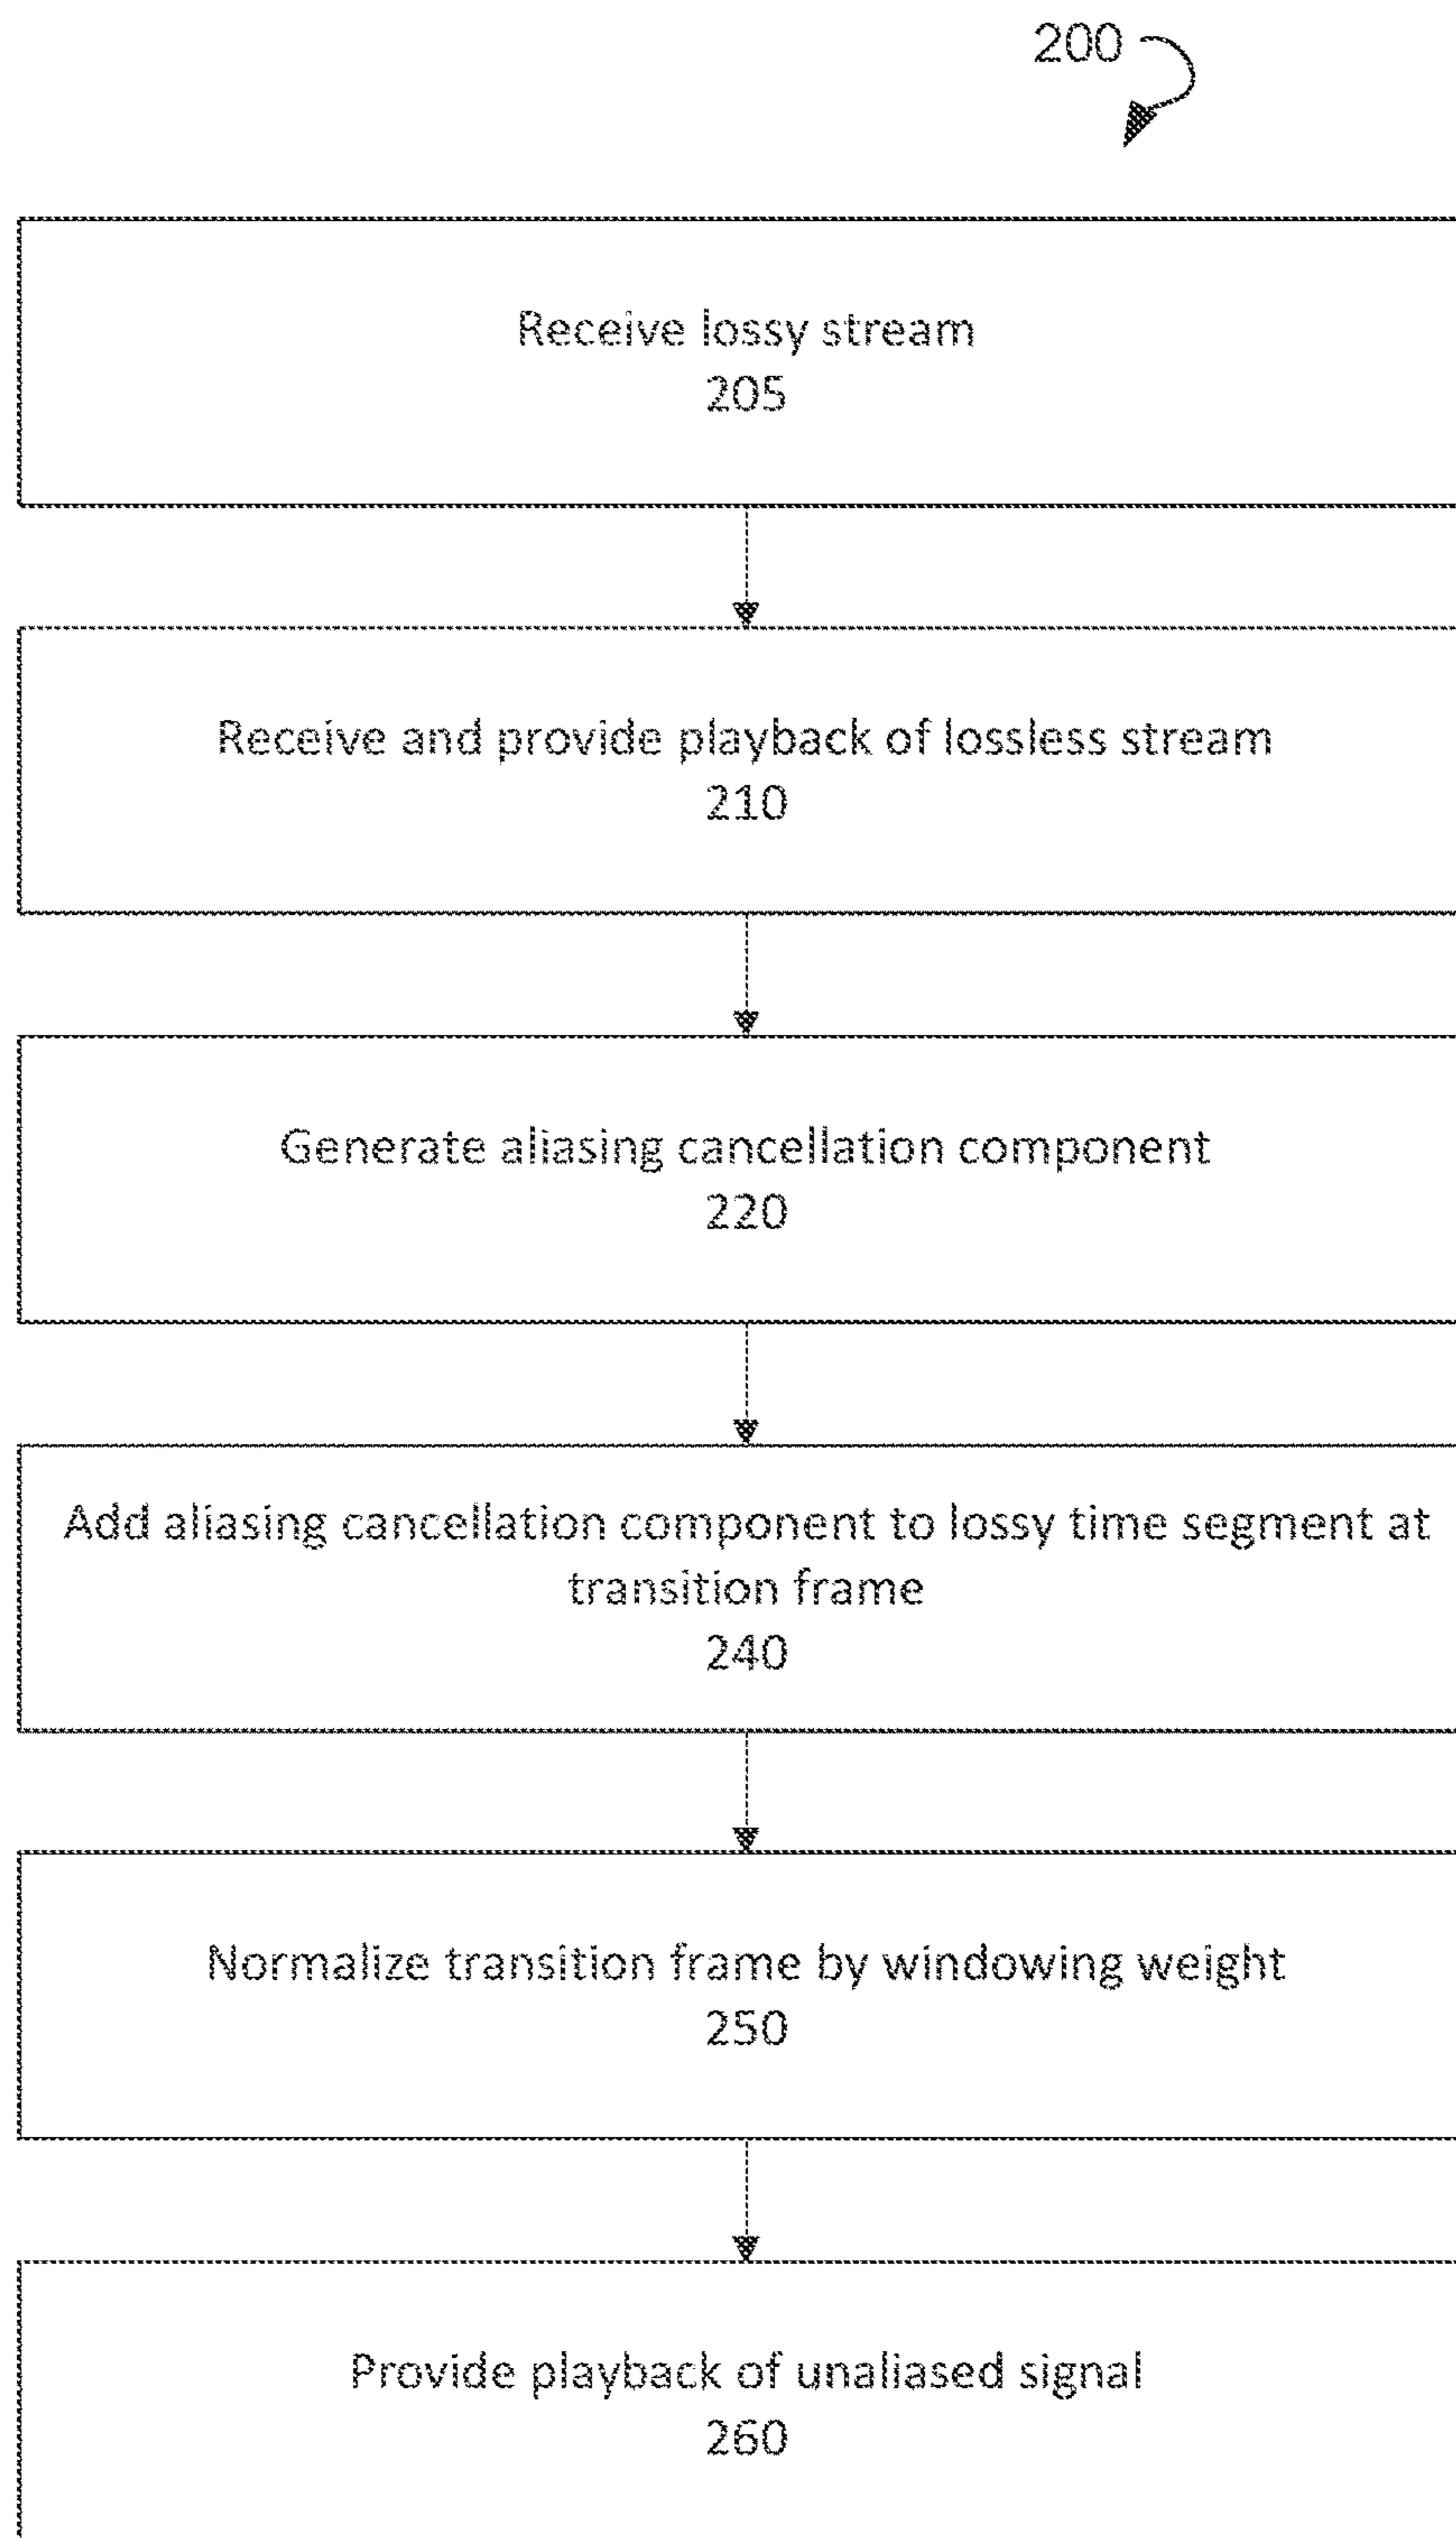 200
Receive lossy stream
205
Receive and provide playback of lossless stream
210
Generate aliasing cancellation component
220
Add aliasing cancellation component to lossy time segment at
transition frame
240
Normalize transition frame by windowing weight
250
Provide playback of unaliased signal
260